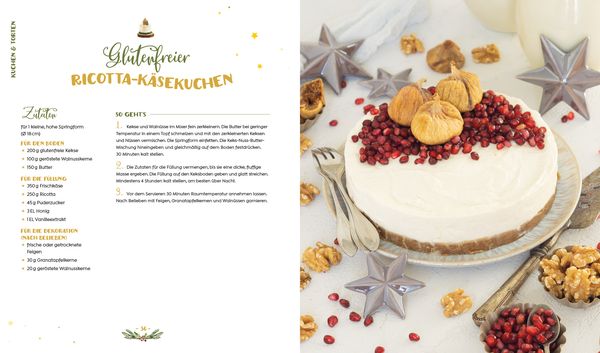 KUCHEN & TORTEN
Glutenfreier
RICOTTA-KÄSEKUCHEN
Zutaten
für 1 kleine, hohe Springform
(Ø 18 cm)
FÜR DEN BODEN
200 g glutenfreie Kekse
100 g geröstete Walnusskerne
150 g Butter
FÜR DIE FÜLLUNG
350 g Frischkäse
250 g Ricotta
45 g Puderzucker
3 EL Honig
1 EL Vanilleextrakt
FÜR DIE DEKORATION
(NACH BELIEBEN)
frische oder getrocknete
Feigen
30 g Granatapfelkerne
20 g geröstete Walnusskerne
SO GEHTS
1. Kekse und Walnüsse im Mixer fein zerkleinern. Die Butter bei geringer
Temperatur in einem Topf schmelzen und mit den zerkleinerten Keksen
und Nüssen vermischen. Die Springform einfetten. Die Keks-Nuss-Butter-
Mischung hineingeben und gleichmäßig auf dem Boden festdrücken.
30 Minuten kalt stellen.
2. Die Zutaten für die Füllung vermengen, bis sie eine dicke, fluffige
Masse ergeben. Die Füllung auf den Keksboden geben und glatt streichen.
Mindestens 4 Stunden kalt stellen, am besten über Nacht.
3. Vor dem Servieren 30 Minuten Raumtemperatur annehmen lassen.
Nach Belieben mit Feigen, Granatapfelkernen und Walnüssen garnieren.
36